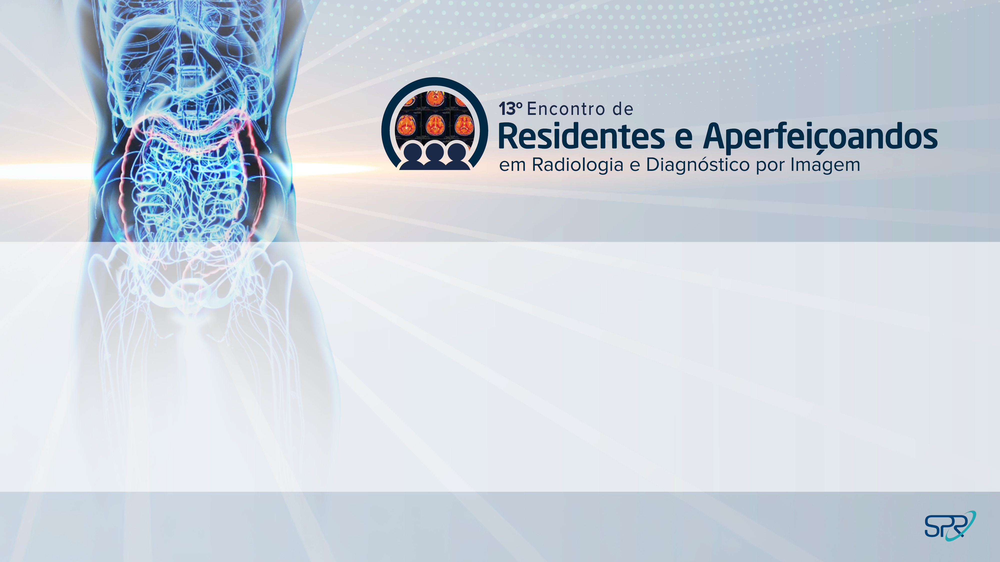 13º Encontro de
Residentes e Aperfeiçoandos
em Radiologia e Diagnóstico por Imagem
SPR